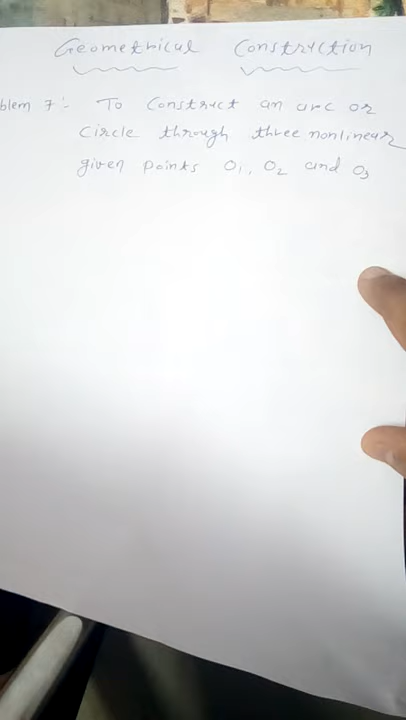 Geometrical Construction
blem 7:- To Construct an arc or
Circle through three nonlinear
given points O1, O2 and O3